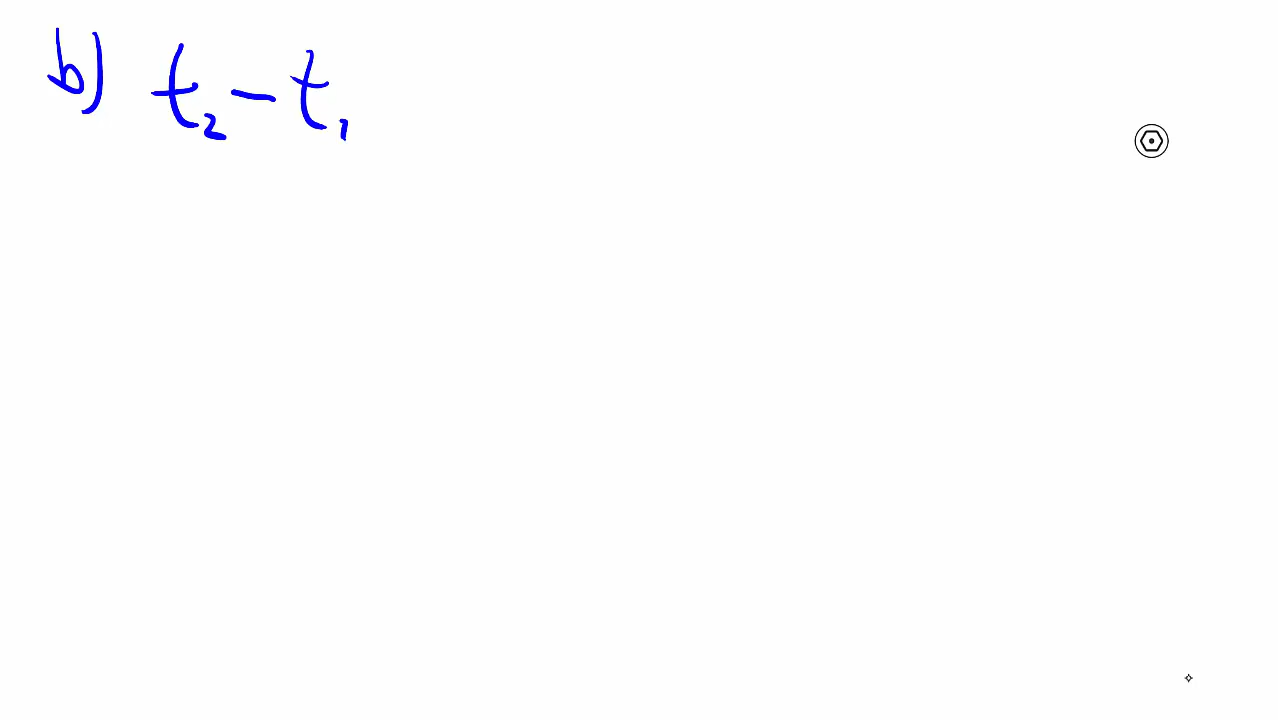 b) t₂ - t₁